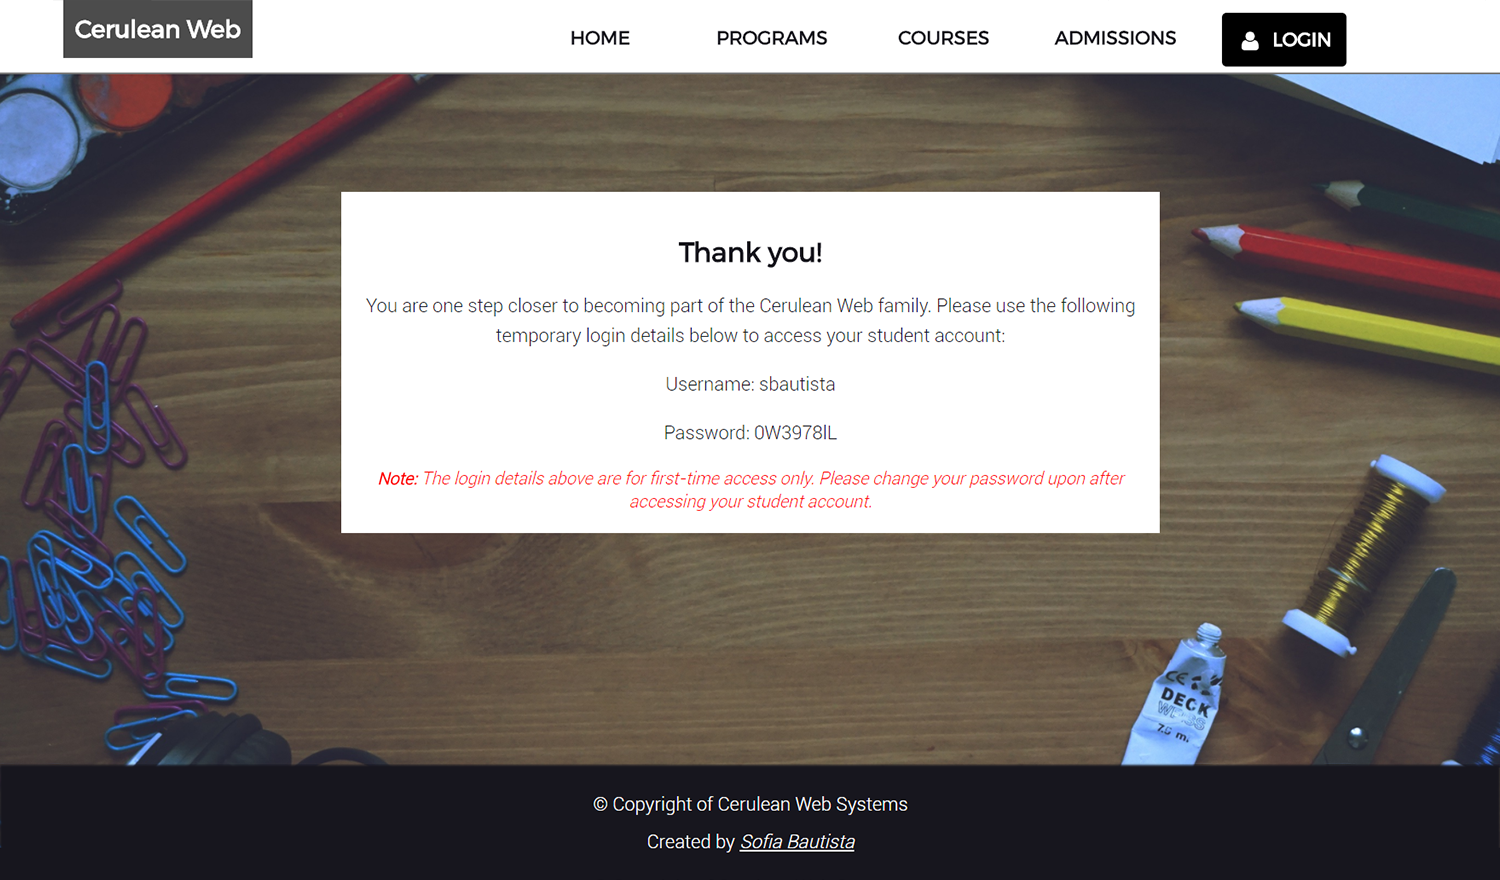 Cerulean Web
HOME
PROGRAMS
COURSES
ADMISSIONS
LOGIN
Thank you!
You are one step closer to becoming part of the Cerulean Web family. Please use the following
temporary login details below to access your student account:
Username: sbautista
Password: 0W3978lL
Note: The login details above are for first-time access only. Please change your password upon after
accessing your student account.
CE
DECK
7.5 m.
© Copyright of Cerulean Web Systems
Created by Sofia Bautista